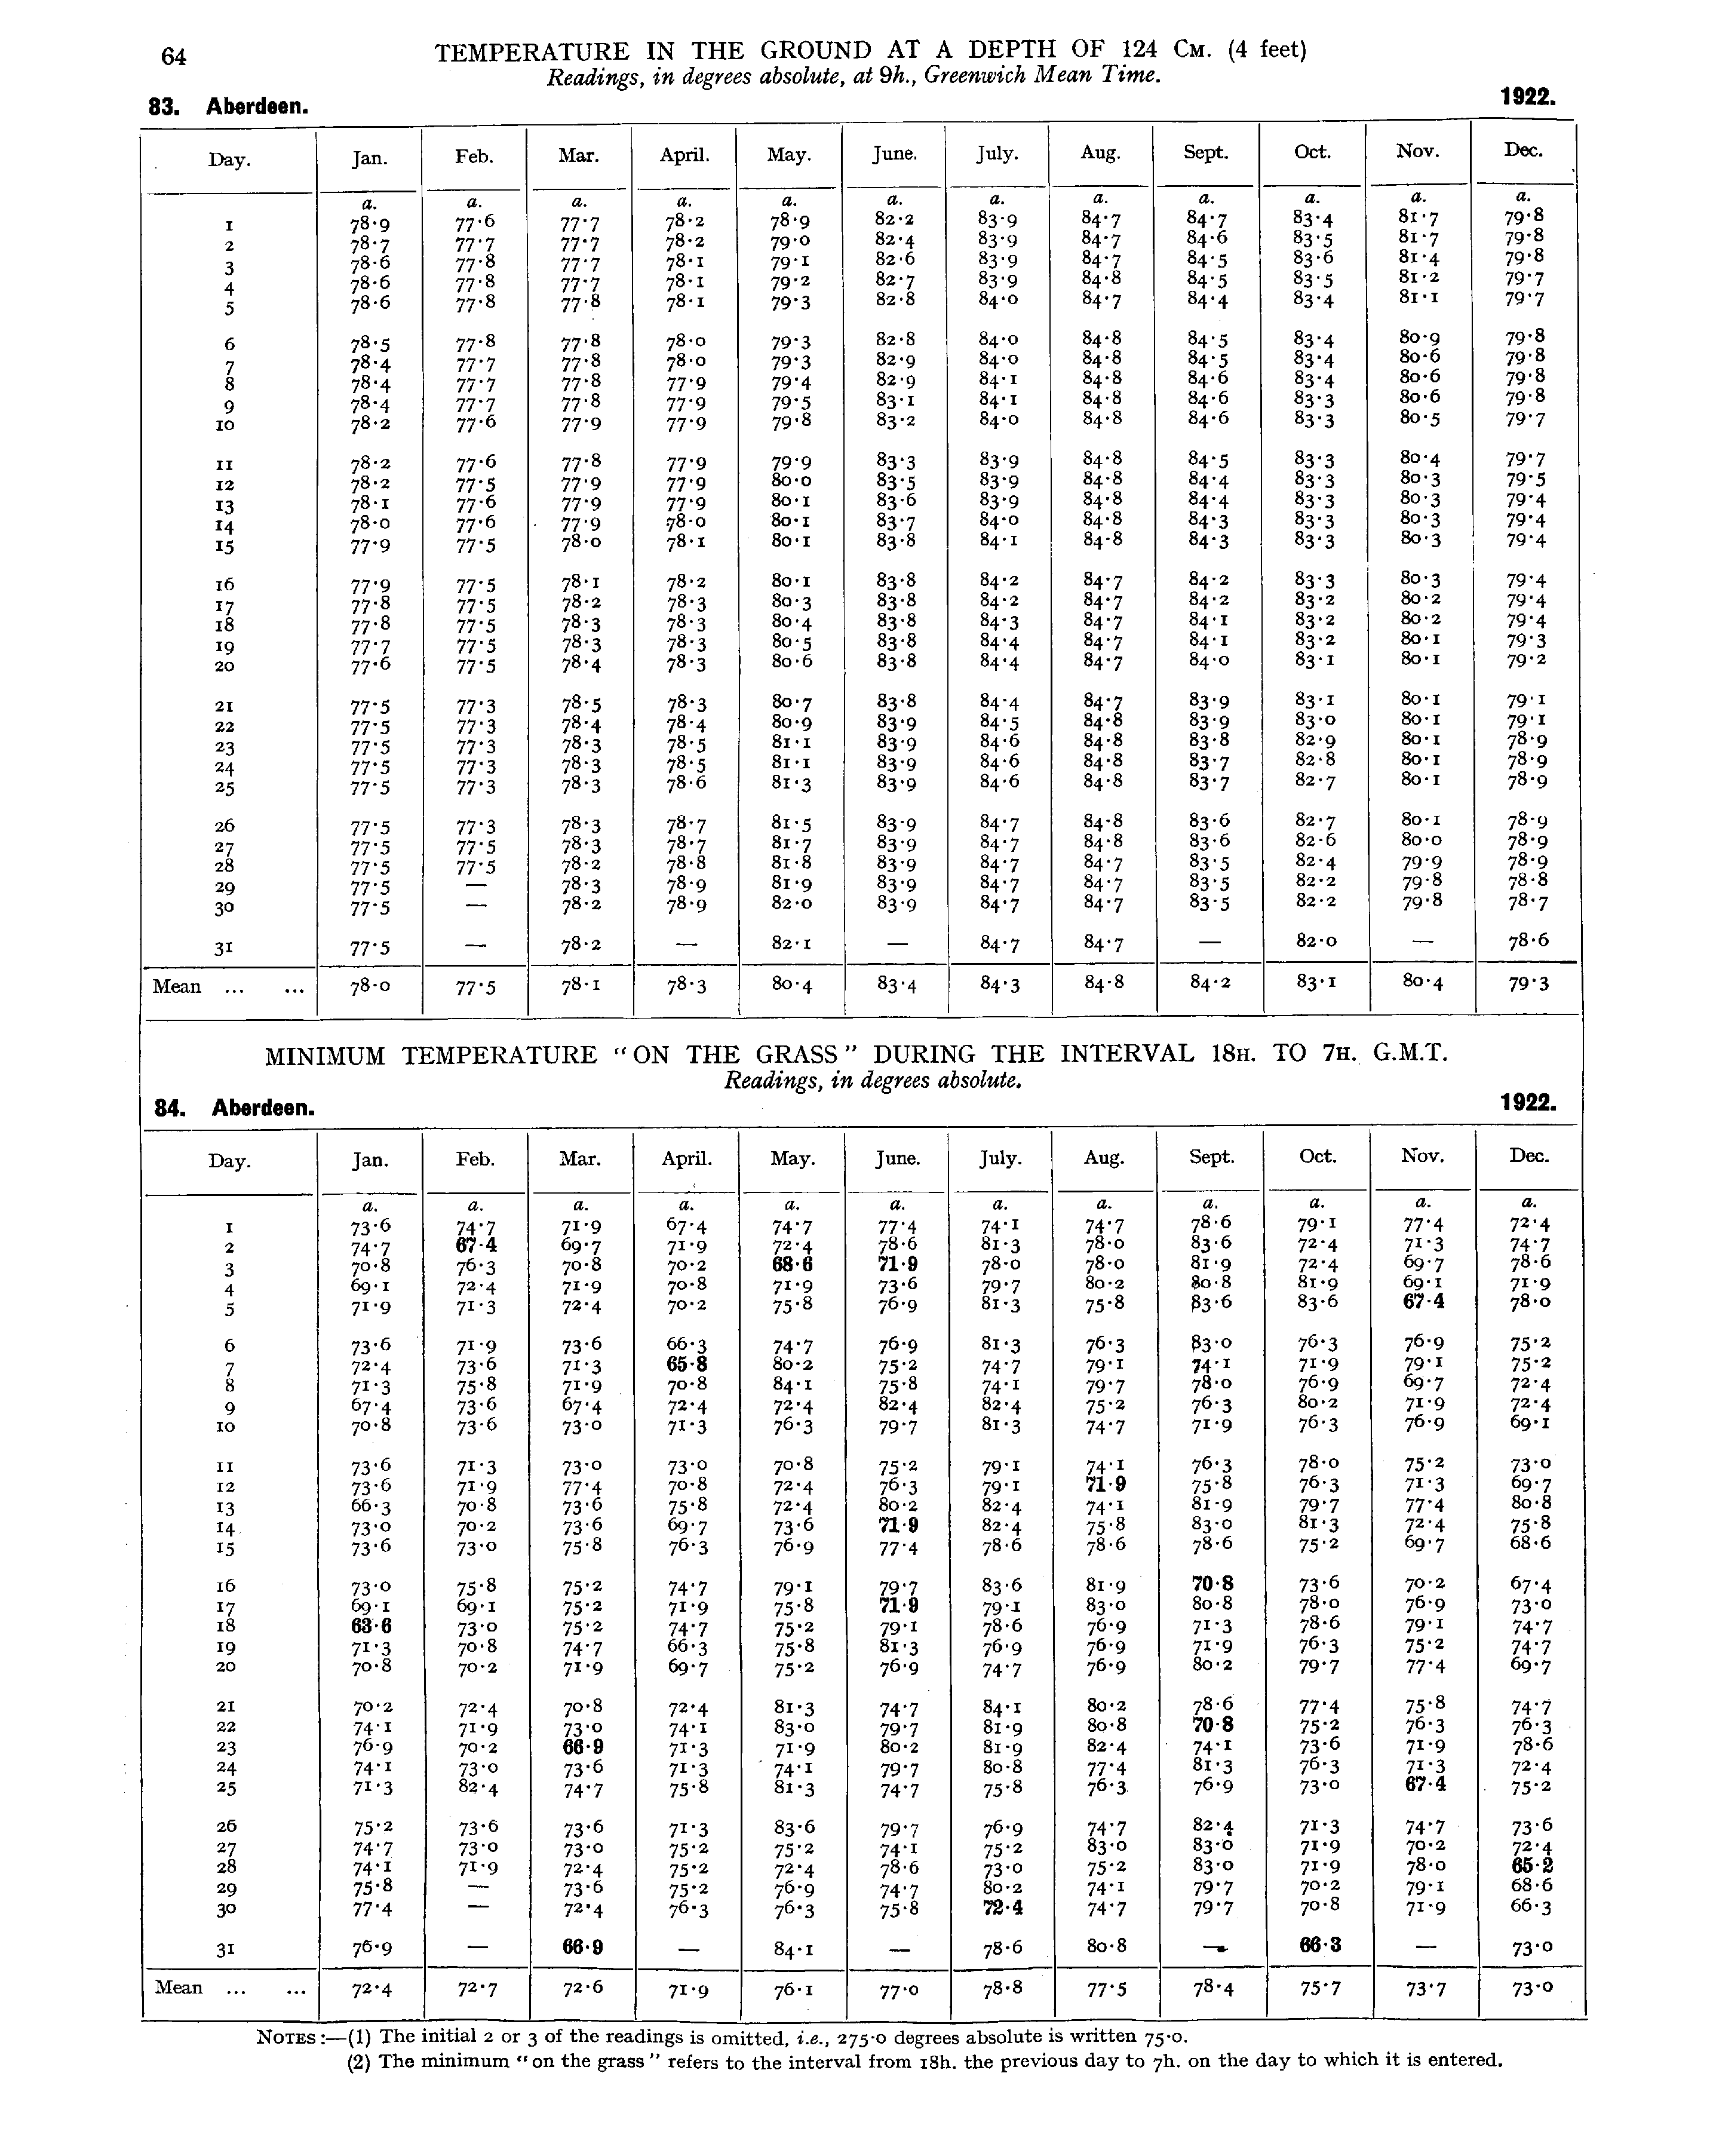 64
TEMPERATURE IN THE GROUND AT A DEPTH OF 124 CM. (4 feet)
Readings, in degrees absolute, at 9h., Greenwich Mean Time.
83. Aberdeen. 1922.
Day. Jan. Feb. Mar. April. May. June. July. Aug. Sept. Oct. Nov. Dec.
a. a. a. a. a. a. a. a. a. a. a. a.
1 78·9 77·6 77·7 78·2 78·9 82·2 83·9 84·7 84·7 83·4 81·7 79·8
2 78·7 77·7 77·7 78·2 79·0 82·4 83·9 84·7 84·6 83·5 81·7 79·8
3 78·6 77·8 77·7 78·1 79·1 82·6 83·9 84·7 84·5 83·6 81·4 79·8
4 78·6 77·8 77·7 78·1 79·2 82·7 83·9 84·8 84·5 83·5 81·2 79·7
5 78·6 77·8 77·8 78·1 79·3 82·8 84·0 84·7 84·4 83·4 81·1 79·7
6 78·5 77·8 77·8 78·0 79·3 82·8 84·0 84·8 84·5 83·4 80·9 79·8
7 78·4 77·7 77·8 78·0 79·3 82·9 84·0 84·8 84·5 83·4 80·6 79·8
8 78·4 77·7 77·8 77·9 79·4 82·9 84·1 84·8 84·6 83·4 80·6 79·8
9 78·4 77·7 77·8 77·9 79·5 83·1 84·1 84·8 84·6 83·3 80·6 79·8
10 78·2 77·6 77·9 77·9 79·8 83·2 84·0 84·8 84·6 83·3 80·5 79·7
11 78·2 77·6 77·8 77·9 79·9 83·3 83·9 84·8 84·5 83·3 80·4 79·7
12 78·2 77·5 77·9 77·9 80·0 83·5 83·9 84·8 84·4 83·3 80·3 79·5
13 78·1 77·6 77·9 77·9 80·1 83·6 83·9 84·8 84·4 83·3 80·3 79·4
14 78·0 77·6 77·9 78·0 80·1 83·7 84·0 84·8 84·3 83·3 80·3 79·4
15 77·9 77·5 78·0 78·1 80·1 83·8 84·1 84·8 84·3 83·3 80·3 79·4
16 77·9 77·5 78·1 78·2 80·1 83·8 84·2 84·7 84·2 83·3 80·3 79·4
17 77·8 77·5 78·2 78·3 80·3 83·8 84·2 84·7 84·2 83·2 80·2 79·4
18 77·8 77·5 78·3 78·3 80·4 83·8 84·3 84·7 84·1 83·2 80·2 79·4
19 77·7 77·5 78·3 78·3 80·5 83·8 84·4 84·7 84·1 83·2 80·1 79·3
20 77·6 77·5 78·4 78·3 80·6 83·8 84·4 84·7 84·0 83·1 80·1 79·2
21 77·5 77·3 78·5 78·3 80·7 83·8 84·4 84·7 83·9 83·1 80·1 79·1
22 77·5 77·3 78·4 78·4 80·9 83·9 84·5 84·8 83·9 83·0 80·1 79·1
23 77·5 77·3 78·3 78·5 81·1 83·9 84·6 84·8 83·8 82·9 80·1 78·9
24 77·5 77·3 78·3 78·5 81·1 83·9 84·6 84·8 83·7 82·8 80·1 78·9
25 77·5 77·3 78·3 78·6 81·3 83·9 84·6 84·8 83·7 82·7 80·1 78·9
26 77·5 77·3 78·3 78·7 81·5 83·9 84·7 84·8 83·6 82·7 80·1 78·9
27 77·5 77·5 78·3 78·7 81·7 83·9 84·7 84·8 83·6 82·6 80·0 78·9
28 77·5 77·5 78·2 78·8 81·8 83·9 84·7 84·7 83·5 82·4 79·9 78·9
29 77·5 — 78·3 78·9 81·9 83·9 84·7 84·7 83·5 82·2 79·8 78·8
30 77·5 — 78·2 78·9 82·0 83·9 84·7 84·7 83·5 82·2 79·8 78·7
31 77·5 — 78·2 — 82·1 — 84·7 84·7 — 82·0 — 78·6
Mean ... ... 78·0 77·5 78·1 78·3 80·4 83·4 84·3 84·8 84·2 83·1 80·4 79·3
MINIMUM TEMPERATURE "ON THE GRASS" DURING THE INTERVAL 18H. TO 7H. G.M.T.
Readings, in degrees absolute.
84. Aberdeen. 1922.
Day. Jan. Feb. Mar. April. May. June. July. Aug. Sept. Oct. Nov. Dec.
a. a. a. a. a. a. a. a. a. a. a. a.
1 73·6 74·7 71·9 67·4 74·7 77·4 74·1 74·7 78·6 79·1 77·4 72·4
2 74·7 67·4 69·7 71·9 72·4 78·6 81·3 78·0 83·6 72·4 71·3 74·7
3 70·8 76·3 70·8 70·2 68·6 71·9 78·0 78·0 81·9 72·4 69·7 78·6
4 69·1 72·4 71·9 70·8 71·9 73·6 79·7 80·2 80·8 81·9 69·1 71·9
5 71·9 71·3 72·4 70·2 75·8 76·9 81·3 75·8 83·6 83·6 67·4 78·0
6 73·6 71·9 73·6 66·3 74·7 76·9 81·3 76·3 83·0 76·3 76·9 75·2
7 72·4 73·6 71·3 65·8 80·2 75·2 74·7 79·1 74·1 71·9 79·1 75·2
8 71·3 75·8 71·9 70·8 84·1 75·8 74·1 79·7 78·0 76·9 69·7 72·4
9 67·4 73·6 67·4 72·4 72·4 82·4 82·4 75·2 76·3 80·2 71·9 72·4
10 70·8 73·6 73·0 71·3 76·3 79·7 81·3 74·7 71·9 76·3 76·9 69·1
11 73·6 71·3 73·0 73·0 70·8 75·2 79·1 74·1 76·3 78·0 75·2 73·0
12 73·6 71·9 77·4 70·8 72·4 76·3 79·1 71·9 75·8 76·3 71·3 69·7
13 66·3 70·8 73·6 75·8 72·4 80·2 82·4 74·1 81·9 79·7 77·4 80·8
14 73·0 70·2 73·6 69·7 73·6 71·9 82·4 75·8 83·0 81·3 72·4 75·8
15 73·6 73·0 75·8 76·3 76·9 77·4 78·6 78·6 78·6 75·2 69·7 68·6
16 73·0 75·8 75·2 74·7 79·1 79·7 83·6 81·9 70·8 73·6 70·2 67·4
17 69·1 69·1 75·2 71·9 75·8 71·9 79·1 83·0 80·8 78·0 76·9 73·0
18 63·6 73·0 75·2 74·7 75·2 79·1 78·6 76·9 71·3 78·6 79·1 74·7
19 71·3 70·8 74·7 66·3 75·8 81·3 76·9 76·9 71·9 76·3 75·2 74·7
20 70·8 70·2 71·9 69·7 75·2 76·9 74·7 76·9 80·2 79·7 77·4 69·7
21 70·2 72·4 70·8 72·4 81·3 74·7 84·1 80·2 78·6 77·4 75·8 74·7
22 74·1 71·9 73·0 74·1 83·0 79·7 81·9 80·8 70·8 75·2 76·3 76·3
23 76·9 70·2 66·9 71·3 71·9 80·2 81·9 82·4 74·1 73·6 71·9 78·6
24 74·1 73·0 73·6 71·3 74·1 79·7 80·8 77·4 81·3 76·3 71·3 72·4
25 71·3 82·4 74·7 75·8 81·3 74·7 75·8 76·3 76·9 73·0 67·4 75·2
26 75·2 73·6 73·6 71·3 83·6 79·7 76·9 74·7 82·4 71·3 74·7 73·6
27 74·7 73·0 73·0 75·2 75·2 74·1 75·2 83·0 83·0 71·9 70·2 72·4
28 74·1 71·9 72·4 75·2 72·4 78·6 73·0 75·2 83·0 71·9 78·0 65·2
29 75·8 — 73·6 75·2 76·9 74·7 80·2 74·1 79·7 70·2 79·1 68·6
30 77·4 — 72·4 76·3 76·3 75·8 72·4 74·7 79·7 70·8 71·9 66·3
31 76·9 — 66·9 — 84·1 — 78·6 80·8 — 66·3 — 73·0
Mean ... ... 72·4 72·7 72·6 71·9 76·1 77·0 78·8 77·5 78·4 75·7 73·7 73·0
NOTES:—(1) The initial 2 or 3 of the readings is omitted, i.e., 275·0 degrees absolute is written 75·0.
(2) The minimum "on the grass" refers to the interval from 18h. the previous day to 7h. on the day to which it is entered.